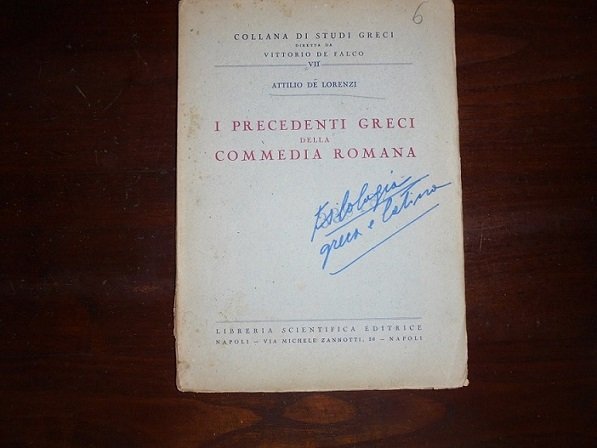 6
COLLANA DI STUDI GRECI
DIRETTA DA
VITTORIO DE FALCO
VII
ATTILIO DE LORENZI
I PRECEDENTI GRECI
DELLA
COMMEDIA ROMANA
Filologia
greca e latina
LIBRERIA SCIENTIFICA EDITRICE
NAPOLI - VIA MICHELE ZANNOTTI, 20 - NAPOLI